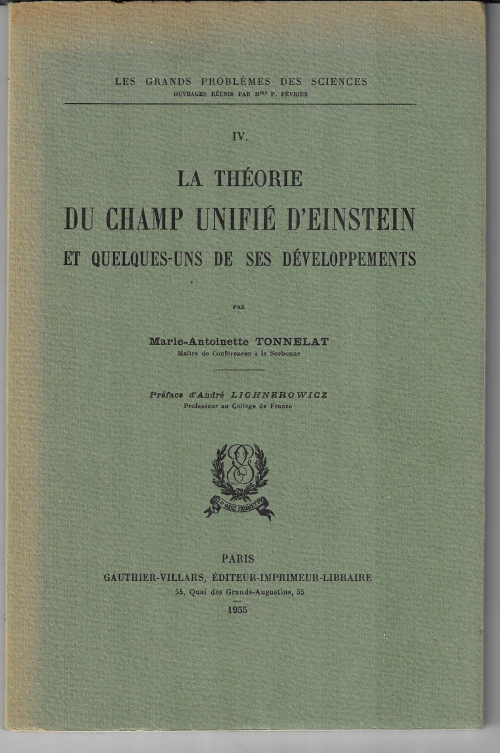 LES GRANDS PROBLÈMES DES SCIENCES
OUVRAGES RÉUNIS PAR Mme P. FÉVRIER
IV.
LA THÉORIE
DU CHAMP UNIFIÉ D'EINSTEIN
ET QUELQUES-UNS DE SES DÉVELOPPEMENTS
PAR
Marie-Antoinette TONNELAT
Maître de Conférences à la Sorbonne
Préface d'André LICHNEROWICZ
Professeur au Collège de France
PARIS
GAUTHIER-VILLARS, ÉDITEUR-IMPRIMEUR-LIBRAIRE
55, Quai des Grands-Augustins, 55
1955